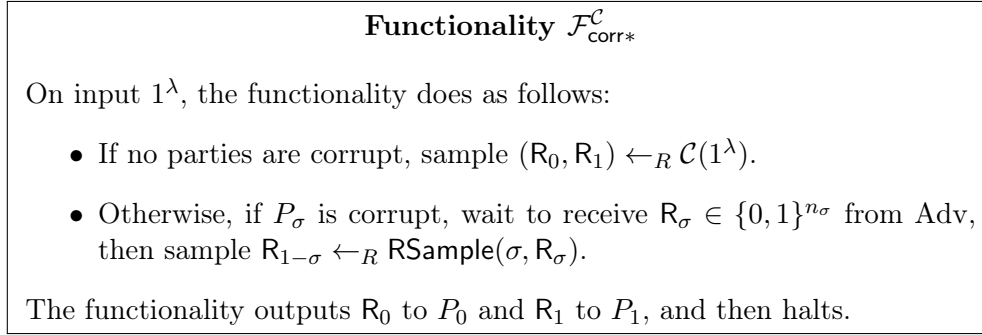 Functionality $\mathcal{F}_{\mathsf{corr}*}^{\mathcal{C}}$
On input $1^\lambda$, the functionality does as follows:
• If no parties are corrupt, sample $(\mathsf{R}_0, \mathsf{R}_1) \leftarrow_R \mathcal{C}(1^\lambda)$.
• Otherwise, if $P_\sigma$ is corrupt, wait to receive $\mathsf{R}_\sigma \in \{0,1\}^{n_\sigma}$ from Adv,
then sample $\mathsf{R}_{1-\sigma} \leftarrow_R \mathsf{RSample}(\sigma, \mathsf{R}_\sigma)$.
The functionality outputs $\mathsf{R}_0$ to $P_0$ and $\mathsf{R}_1$ to $P_1$, and then halts.